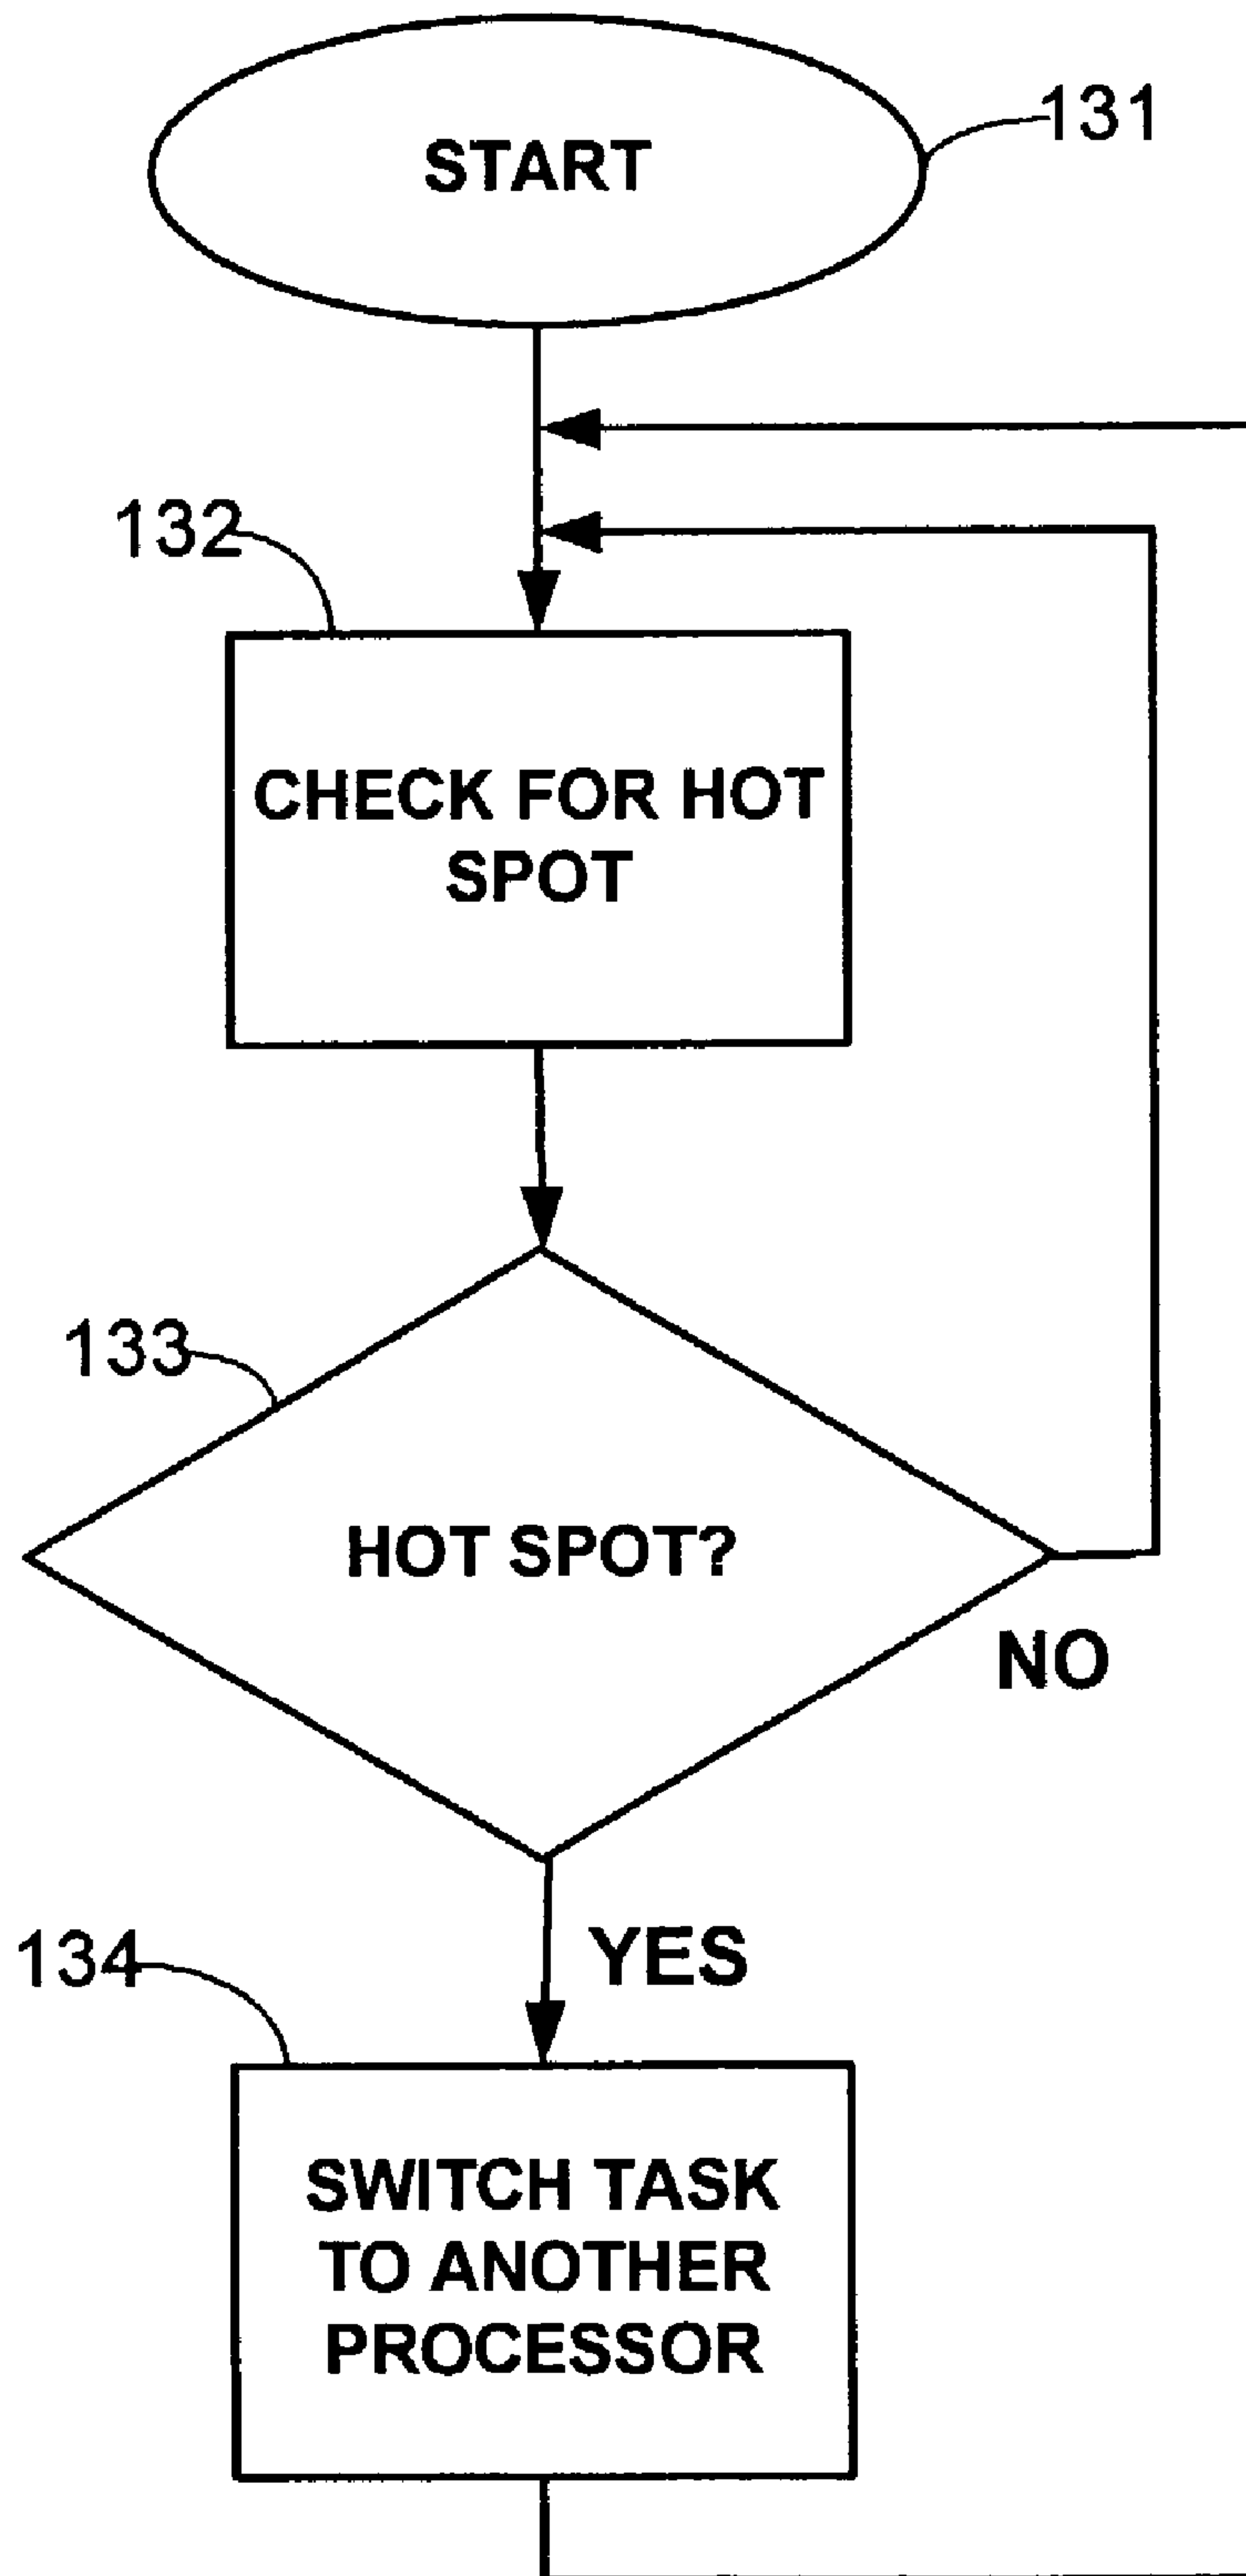 START
131
132
CHECK FOR HOT
SPOT
133
HOT SPOT?
NO
YES
134
SWITCH TASK
TO ANOTHER
PROCESSOR